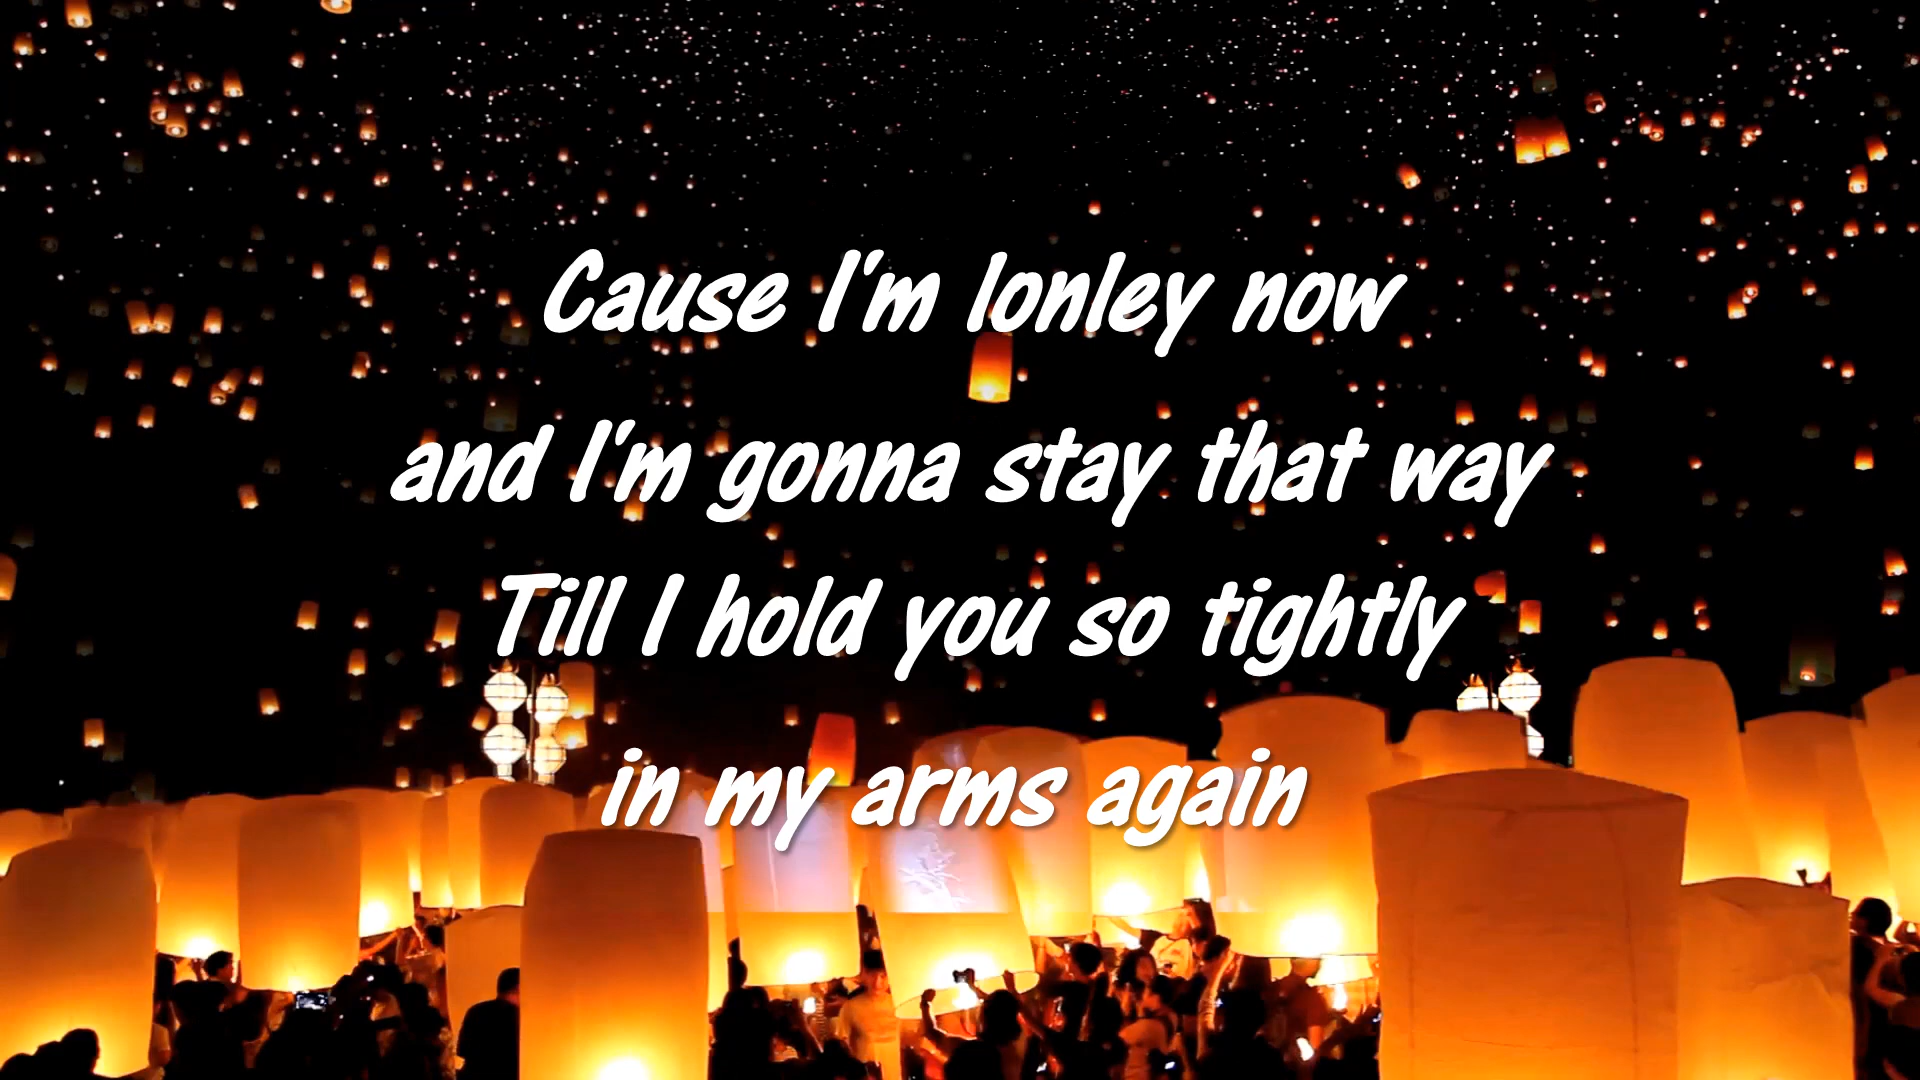 Cause I'm lonley now
and I'm gonna stay that way
Till I hold you so tightly
in my arms again